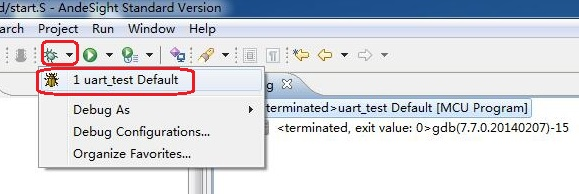 d/start.S - AndeSight Standard Version
arch Project Run Window Help
1 uart_test Default
g
Debug As
terminated>uart_test Default [MCU Program]
Debug Configurations...
<terminated, exit value: 0>gdb(7.7.0.20140207)-15
Organize Favorites...